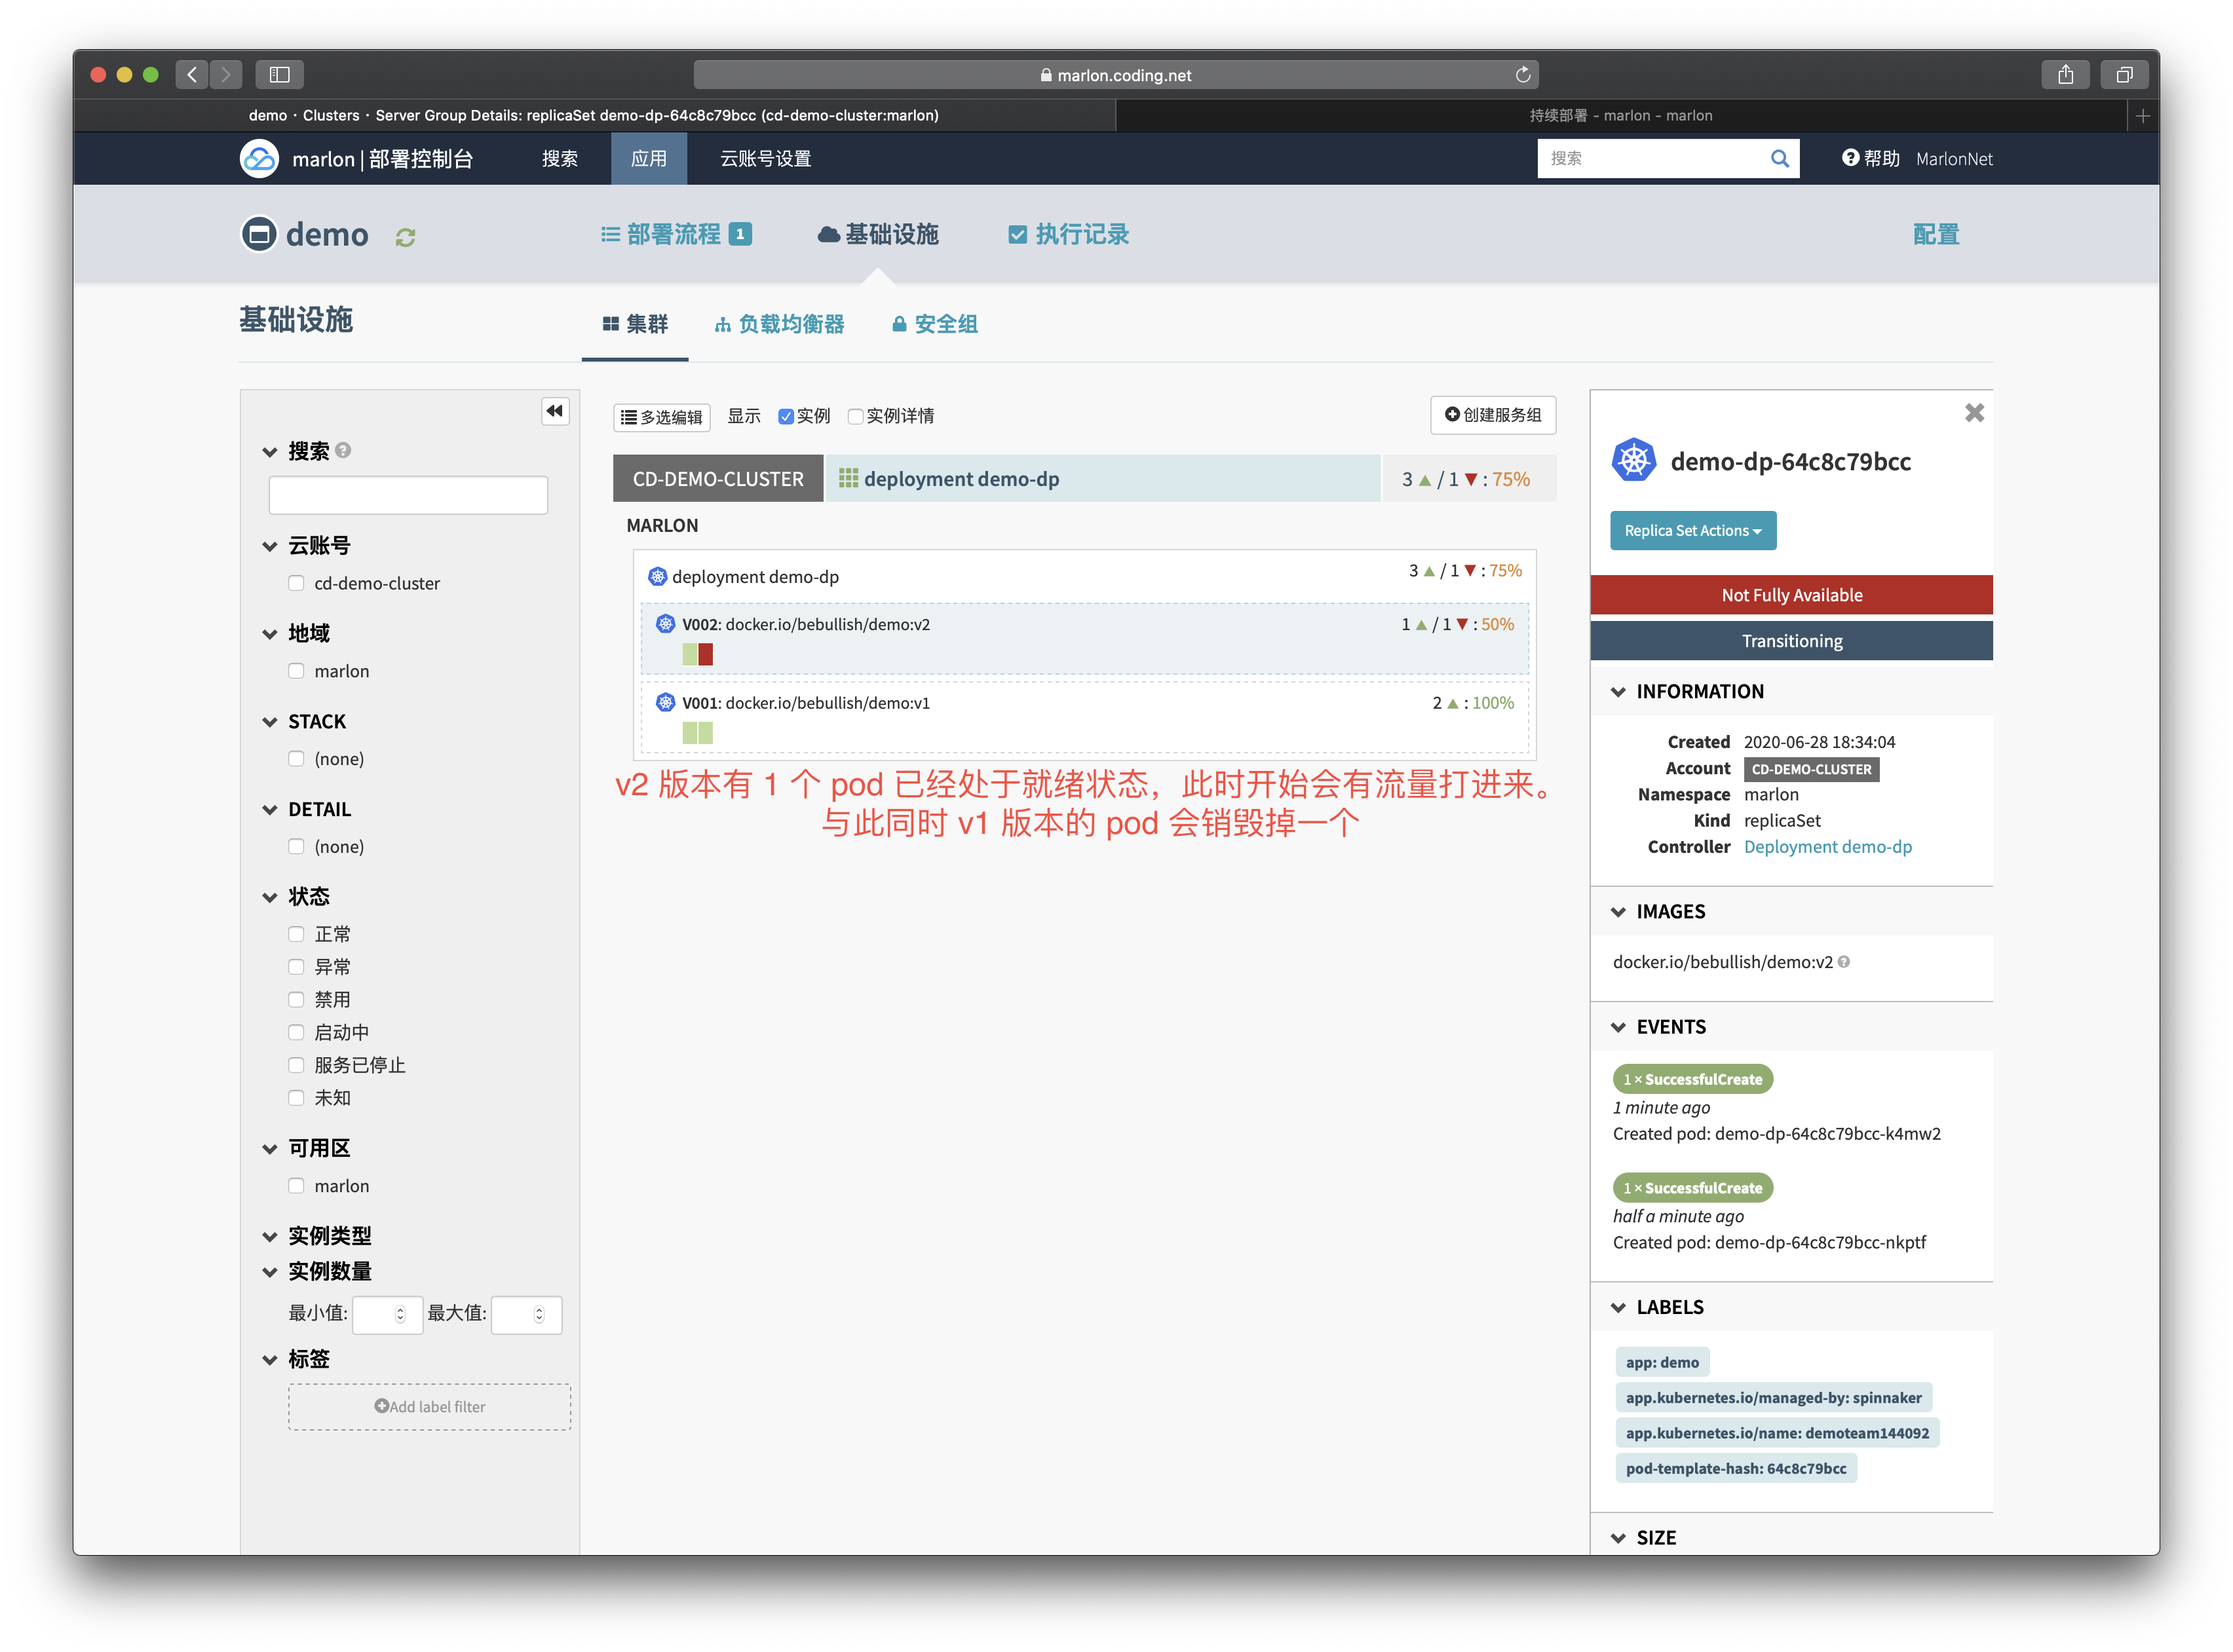 marlon.coding.net
demo · Clusters · Server Group Details: replicaSet demo-dp-64c8c79bcc (cd-demo-cluster:marlon)
持续部署 - marlon - marlon
marlon | 部署控制台
搜索
应用
云账号设置
搜索
帮助
MarlonNet
demo
部署流程 1
基础设施
执行记录
配置
基础设施
集群
负载均衡器
安全组
搜索
云账号
cd-demo-cluster
地域
marlon
STACK
(none)
DETAIL
(none)
状态
正常
异常
禁用
启动中
服务已停止
未知
可用区
marlon
实例类型
实例数量
最小值:
最大值:
标签
Add label filter
多选编辑
显示
实例
实例详情
创建服务组
CD-DEMO-CLUSTER
deployment demo-dp
3 ▲ / 1 ▼ : 75%
MARLON
deployment demo-dp
3 ▲ / 1 ▼ : 75%
V002: docker.io/bebullish/demo:v2
1 ▲ / 1 ▼ : 50%
V001: docker.io/bebullish/demo:v1
2 ▲ : 100%
v2 版本有 1 个 pod 已经处于就绪状态，此时开始会有流量打进来。
与此同时 v1 版本的 pod 会销毁掉一个
demo-dp-64c8c79bcc
Replica Set Actions
Not Fully Available
Transitioning
INFORMATION
Created 2020-06-28 18:34:04
Account CD-DEMO-CLUSTER
Namespace marlon
Kind replicaSet
Controller Deployment demo-dp
IMAGES
docker.io/bebullish/demo:v2
EVENTS
1 × SuccessfulCreate
1 minute ago
Created pod: demo-dp-64c8c79bcc-k4mw2
1 × SuccessfulCreate
half a minute ago
Created pod: demo-dp-64c8c79bcc-nkptf
LABELS
app: demo
app.kubernetes.io/managed-by: spinnaker
app.kubernetes.io/name: demoteam144092
pod-template-hash: 64c8c79bcc
SIZE